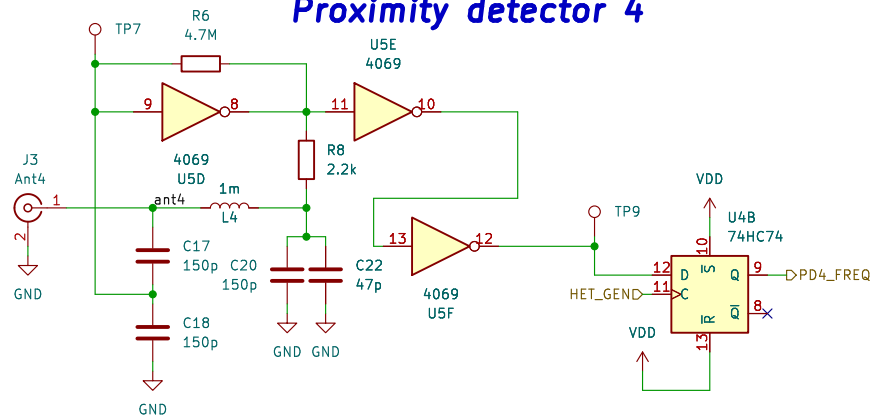 Proximity detector 4
R6
4.7M
TP7
U5E
4069
9
8
11
10
R8
2.2k
4069
U5D
J3
Ant4
1
2
GND
ant4
1m
L4
C17
150p
C18
150p
GND
C20
150p
C22
47p
GND
GND
13
12
4069
U5F
TP9
VDD
U4B
74HC74
10
12
D
S
Q
9
PD4_FREQ
HET_GEN
11
C
R
Q
8
13
VDD